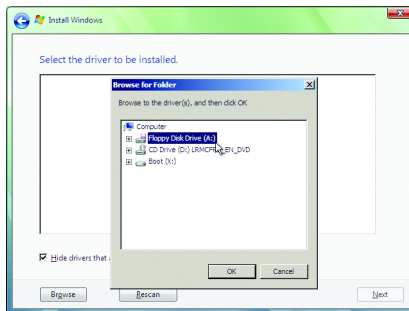 Install Windows
Select the driver to be installed.
Browse for Folder
Browse to the driver(s), and then click OK
Computer
Floppy Disk Drive (A:)
CD Drive (D:) EN_DVD
Boot (X:)
OK Cancel
Hide drivers that
Browse Rescan Next